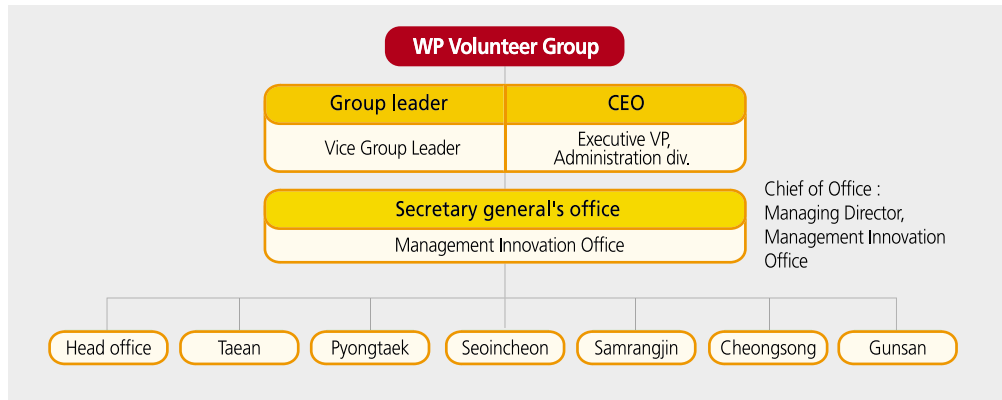 WP Volunteer Group
Group leader
CEO
Vice Group Leader
Executive VP,
Administration div.
Secretary general's office
Management Innovation Office
Chief of Office :
Managing Director,
Management Innovation
Office
Head office
Taean
Pyongtaek
Seoincheon
Samrangjin
Cheongsong
Gunsan